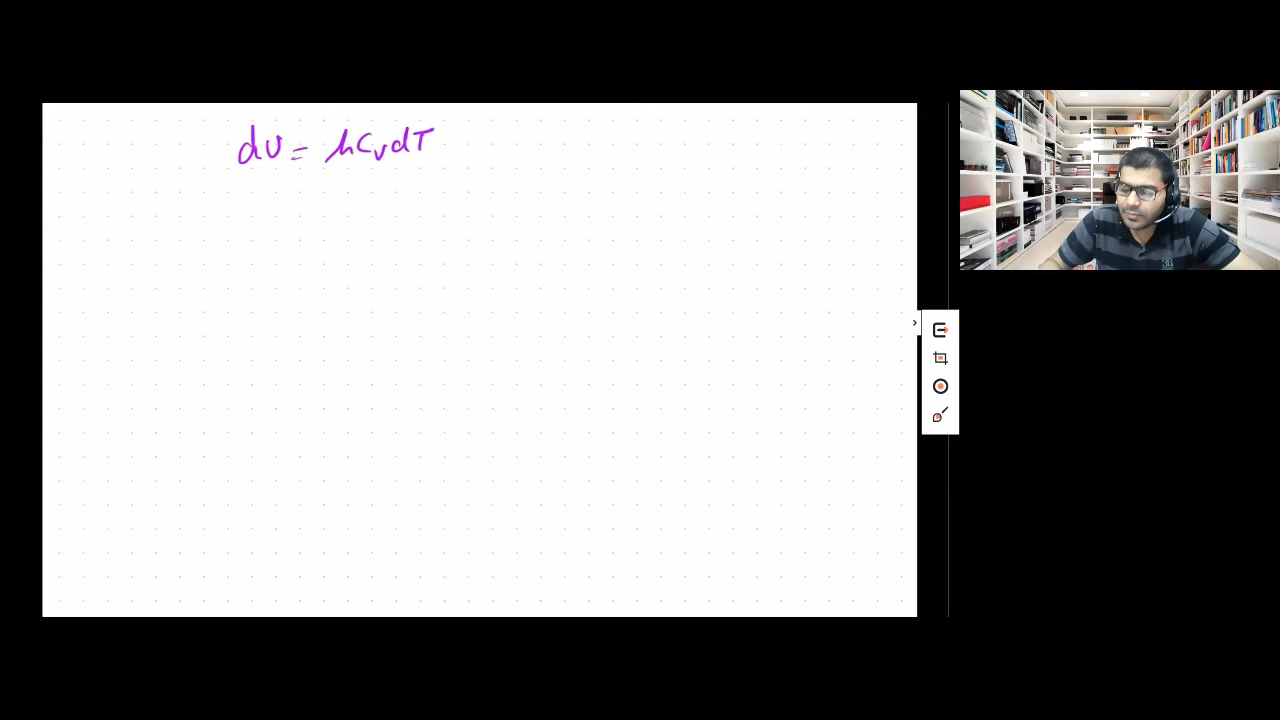 dU = nCvdT